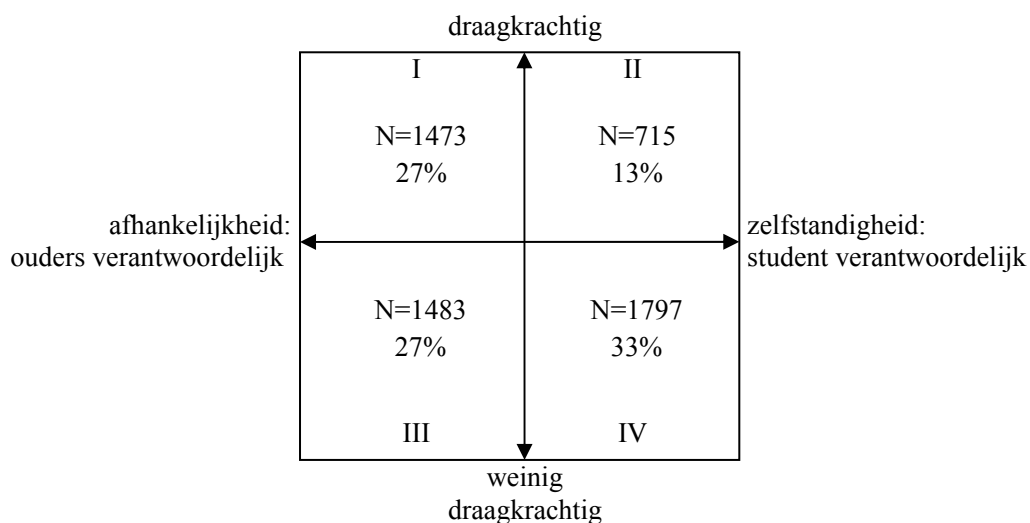 draagkrachtig
I
II
N=1473
27%
N=715
13%
afhankelijkheid:
ouders verantwoordelijk
zelfstandigheid:
student verantwoordelijk
N=1483
27%
N=1797
33%
III
IV
weinig
draagkrachtig